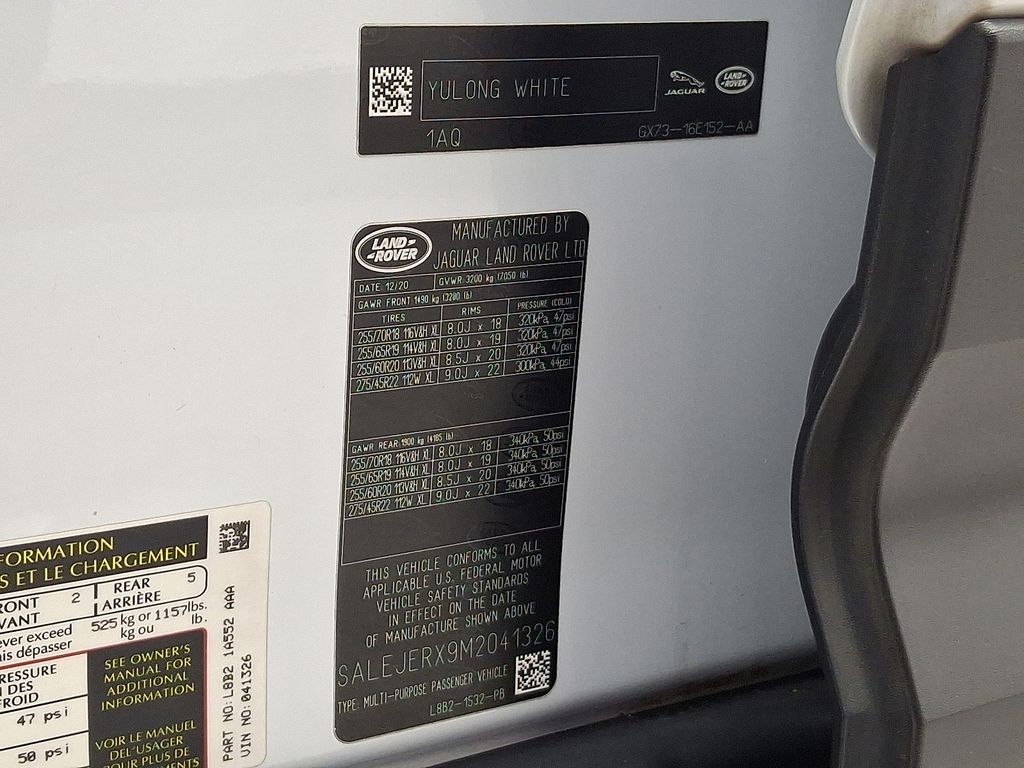 YULONG WHITE
JAGUAR
LAND ROVER
1AQ
GX73-16E152-AA
LAND ROVER
MANUFACTURED BY
JAGUAR LAND ROVER LTD
DATE: 12/20 GVWR 3200 kg (7050 lb)
GAWR FRONT 1490 kg (3280 lb)
TIRES RIMS PRESSURE (COLD)
255/70R18 116V&H XL 8.0J x 18 320kPa, 47psi
255/65R19 114V&H XL 8.0J x 19 320kPa, 47psi
255/60R20 113V&H XL 8.5J x 20 320kPa, 47psi
275/45R22 112W XL 9.0J x 22 300kPa, 44psi
GAWR REAR 1900 kg (4185 lb)
255/70R18 116V&H XL 8.0J x 18 340kPa, 50psi
255/65R19 114V&H XL 8.0J x 19 340kPa, 50psi
255/60R20 113V&H XL 8.5J x 20 340kPa, 50psi
275/45R22 112W XL 9.0J x 22 340kPa, 50psi
THIS VEHICLE CONFORMS TO ALL
APPLICABLE U.S. FEDERAL MOTOR
VEHICLE SAFETY STANDARDS
IN EFFECT ON THE DATE
OF MANUFACTURE SHOWN ABOVE
SALEJERX9M2041326
TYPE: MULTI-PURPOSE PASSENGER VEHICLE
L8B2-1532-PB
FORMATION
S ET LE CHARGEMENT
RONT 2 REAR 5
VANT ARRIÈRE
ever exceed 525 kg or 1157lbs.
ais dépasser kg ou lb.
RESSURE
N DES
FROID
47 psi
50 psi
SEE OWNER'S
MANUAL FOR
ADDITIONAL
INFORMATION
VOIR LE MANUEL
DEL'USAGER
POUR PLUS DE
PART NO: L8B2 1A552 AAA
VIN NO: 041326